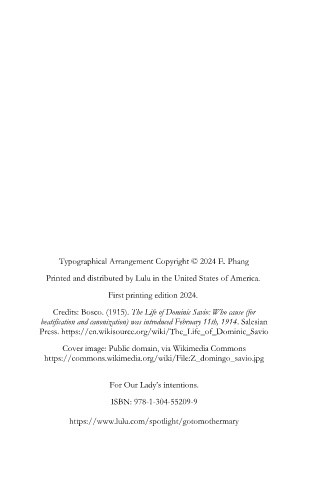 Typographical Arrangement Copyright © 2024 F. Phang
Printed and distributed by Lulu in the United States of America.
First printing edition 2024.
Credits: Bosco. (1915). The Life of Dominic Savio: Who cause (for
beatification and canonization) was introduced February 11th, 1914. Salesian
Press. https://en.wikisource.org/wiki/The_Life_of_Dominic_Savio
Cover image: Public domain, via Wikimedia Commons
https://commons.wikimedia.org/wiki/File:Z_domingo_savio.jpg
For Our Lady's intentions.
ISBN: 978-1-304-55209-9
https://www.lulu.com/spotlight/gotomothermary